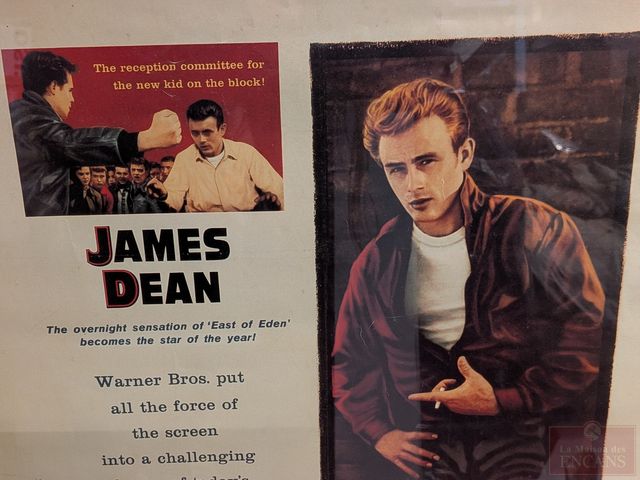 The reception committee for
the new kid on the block!
JAMES
DEAN
The overnight sensation of 'East of Eden'
becomes the star of the year!
Warner Bros. put
all the force of
the screen
into a challenging
of today's
La Maison des
ENCANS